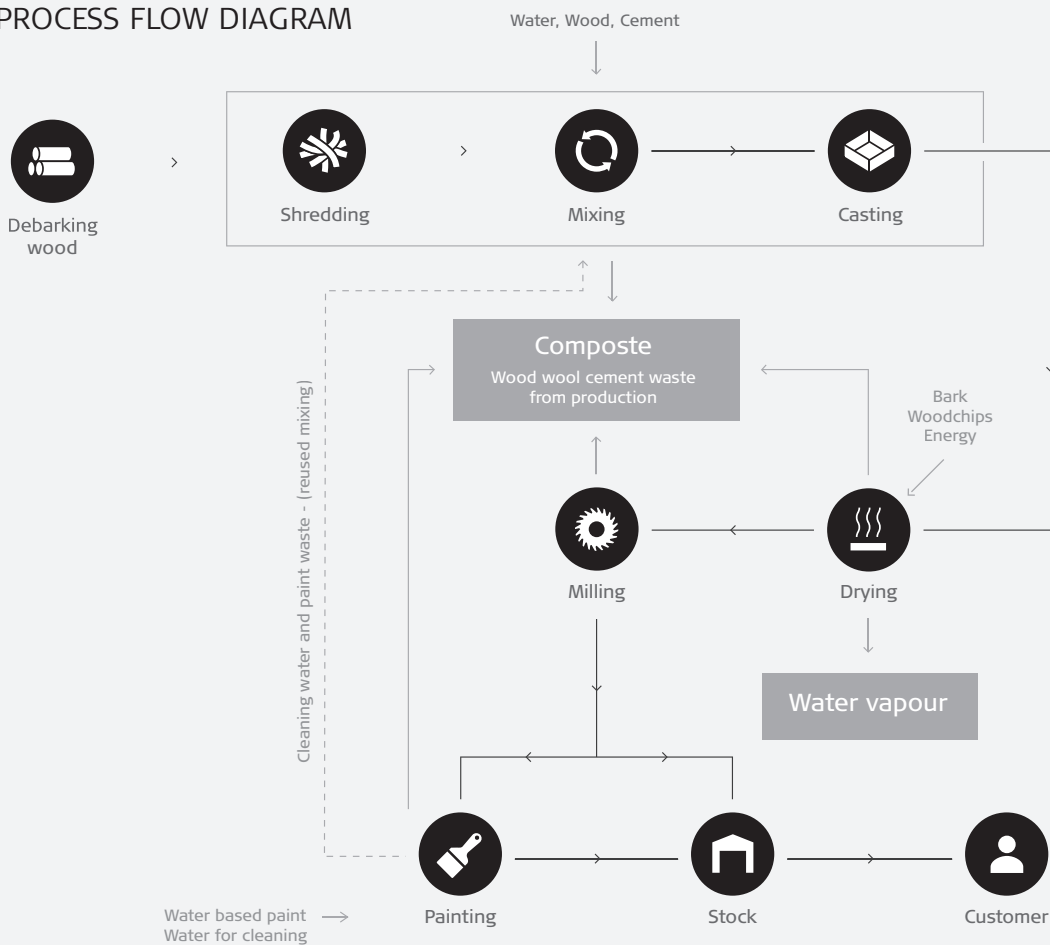 PROCESS FLOW DIAGRAM
Water, Wood, Cement
Debarking
wood
Shredding
Mixing
Casting
Composte
Wood wool cement waste
from production
Bark
Woodchips
Energy
Cleaning water and paint waste - (reused mixing)
Milling
Drying
Water vapour
Water based paint
Water for cleaning
Painting
Stock
Customer